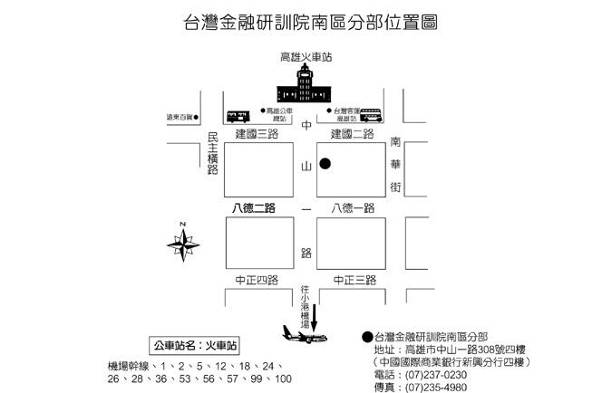 台灣金融研訓院南區分部位置圖
高雄火車站
遠東百貨
高雄公車
總站
台灣客運
高雄站
建國三路
中山一路
建國二路
民主橫路
南華街
八德二路
八德一路
N
中正四路
中正三路
往小港機場
公車站名：火車站
機場幹線、1、2、5、12、18、24、
26、28、36、53、56、57、99、100
台灣金融研訓院南區分部
地址：高雄市中山一路308號四樓
（中國國際商業銀行新興分行四樓）
電話：(07)237-0230
傳真：(07)235-4980